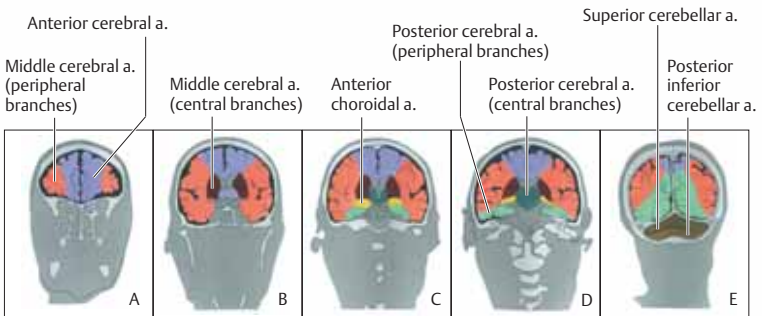 Anterior cerebral a.
Middle cerebral a.
(peripheral
branches)
Middle cerebral a.
(central branches)
Anterior
choroidal a.
Posterior cerebral a.
(peripheral branches)
Posterior cerebral a.
(central branches)
Superior cerebellar a.
Posterior
inferior
cerebellar a.
A
B
C
D
E